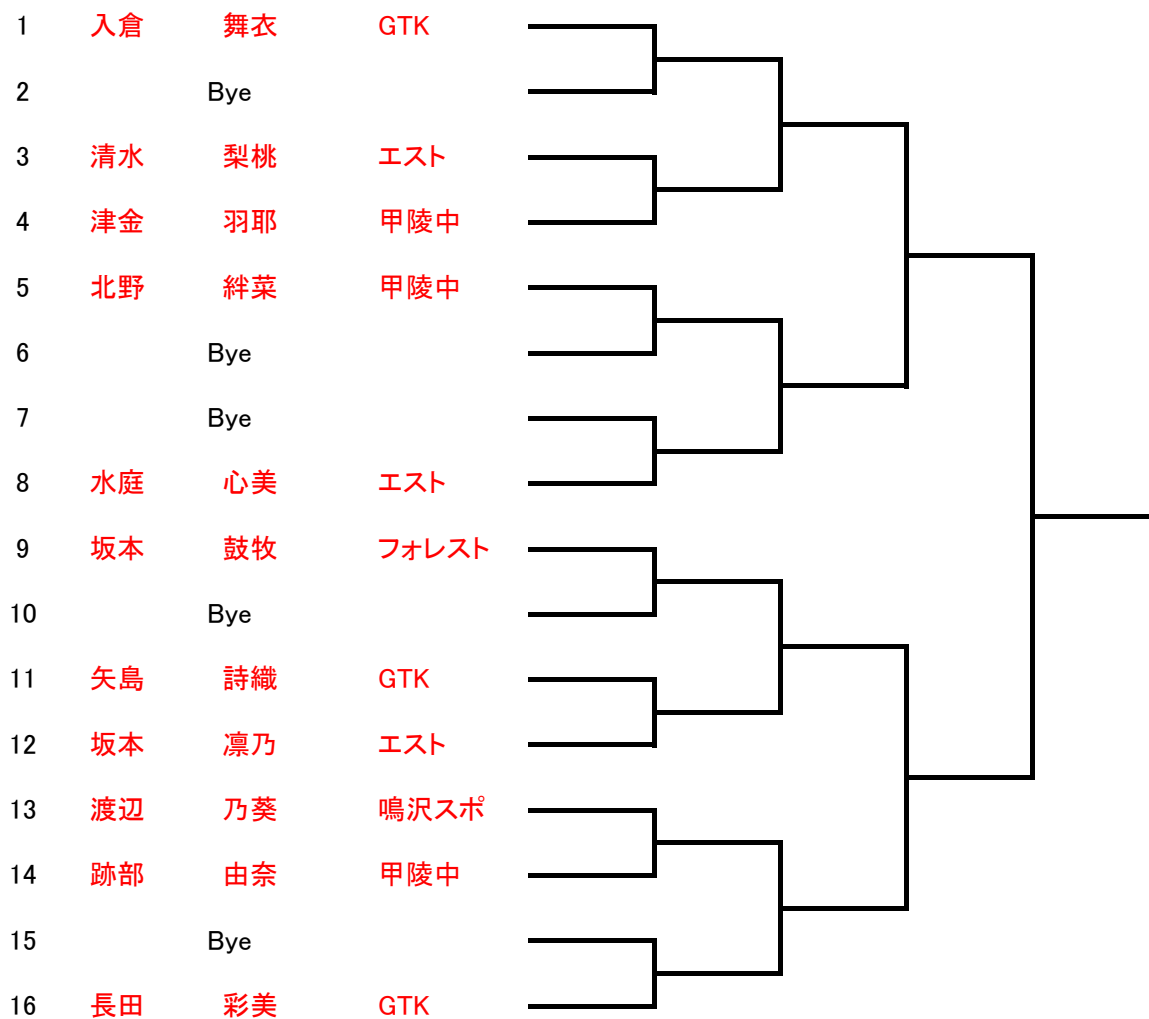 1 入倉 舞衣 GTK
2 Bye
3 清水 梨桃 エスト
4 津金 羽耶 甲陵中
5 北野 絆菜 甲陵中
6 Bye
7 Bye
8 水庭 心美 エスト
9 坂本 鼓牧 フォレスト
10 Bye
11 矢島 詩織 GTK
12 坂本 凛乃 エスト
13 渡辺 乃葵 鳴沢スポ
14 跡部 由奈 甲陵中
15 Bye
16 長田 彩美 GTK